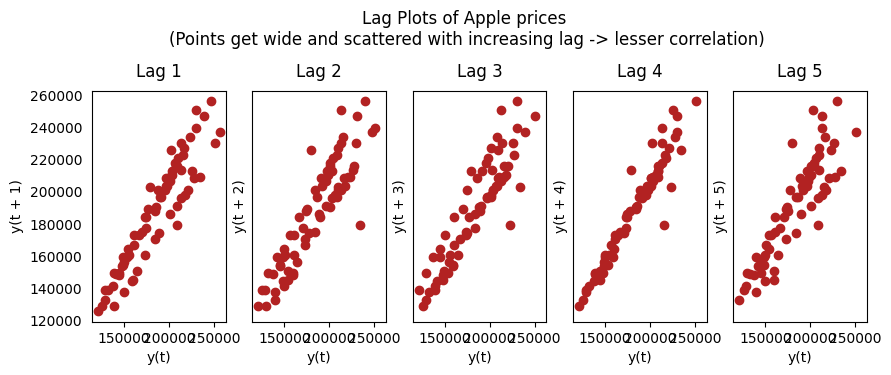 Lag Plots of Apple prices
(Points get wide and scattered with increasing lag -> lesser correlation)
Lag 1
Lag 2
Lag 3
Lag 4
Lag 5
260000
240000
220000
200000
180000
160000
140000
120000
y(t + 1)
y(t + 2)
y(t + 3)
y(t + 4)
y(t + 5)
150000 200000 250000
150000 200000 250000
150000 200000 250000
150000 200000 250000
150000 200000 250000
y(t)
y(t)
y(t)
y(t)
y(t)